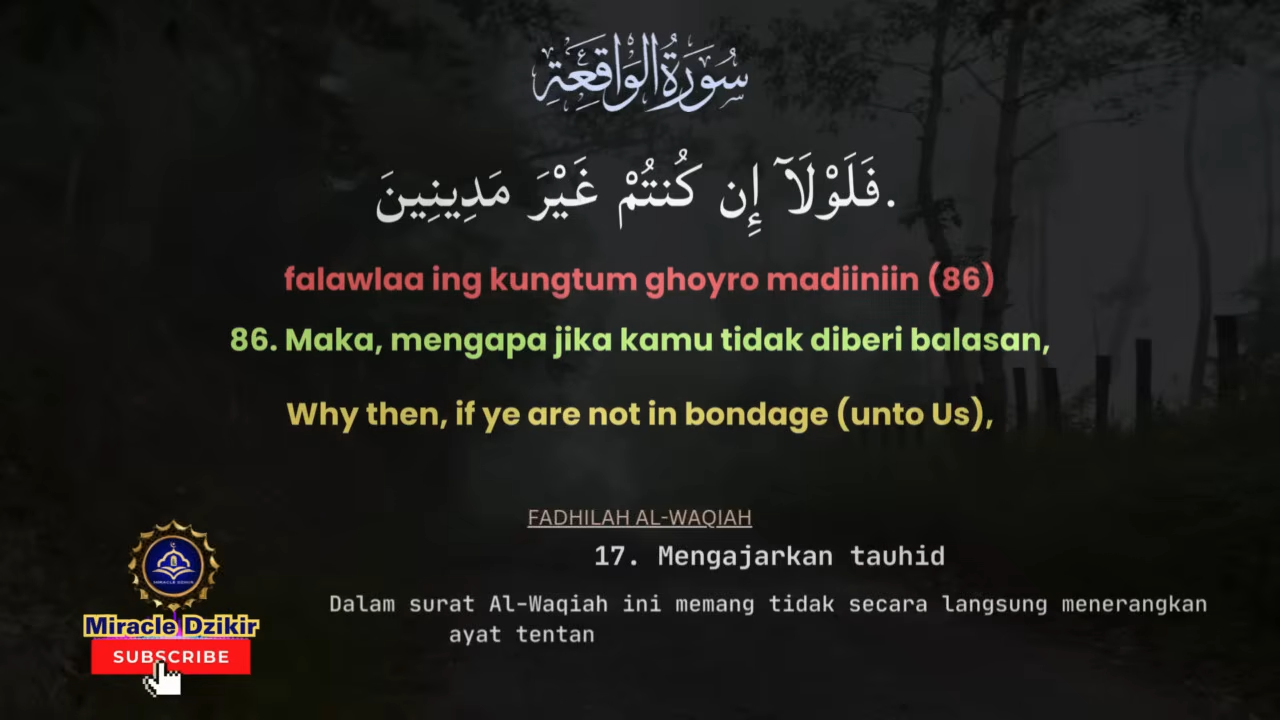 سُورَةُ الوَاقِعَةِ
فَلَوْلَآ إِن كُنتُمْ غَيْرَ مَدِينِينَ.
falawlaa ing kungtum ghoyro madiiniin (86)
86. Maka, mengapa jika kamu tidak diberi balasan,
Why then, if ye are not in bondage (unto Us),
FADHILAH AL-WAQIAH
17. Mengajarkan tauhid
Dalam surat Al-Waqiah ini memang tidak secara langsung menerangkan
ayat tentan
MIRACLE DZIKIR
Miracle Dzikir
SUBSCRIBE